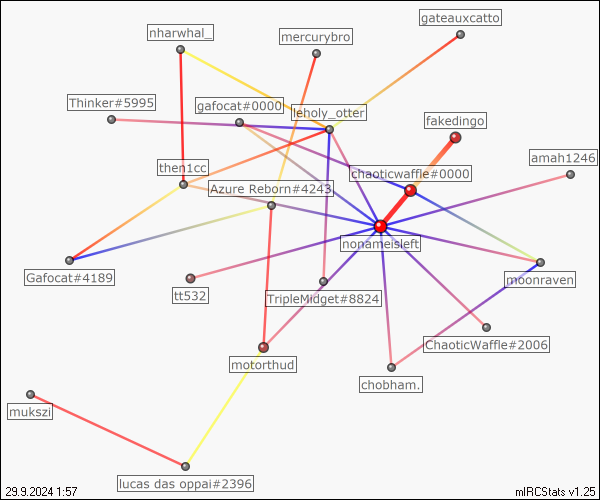 gateauxcatto
nharwhal_
mercurybro
Thinker#5995
gafocat#0000
leholy_otter
fakedingo
amah1246
then1cc
chaoticwaffle#0000
Azure Reborn#4243
nonameisleft
Gafocat#4189
moonraven
tt532
TripleMidget#8824
ChaoticWaffle#2006
motorthud
chobham.
mukszi
lucas das oppai#2396
29.9.2024 1:57
mIRCStats v1.25